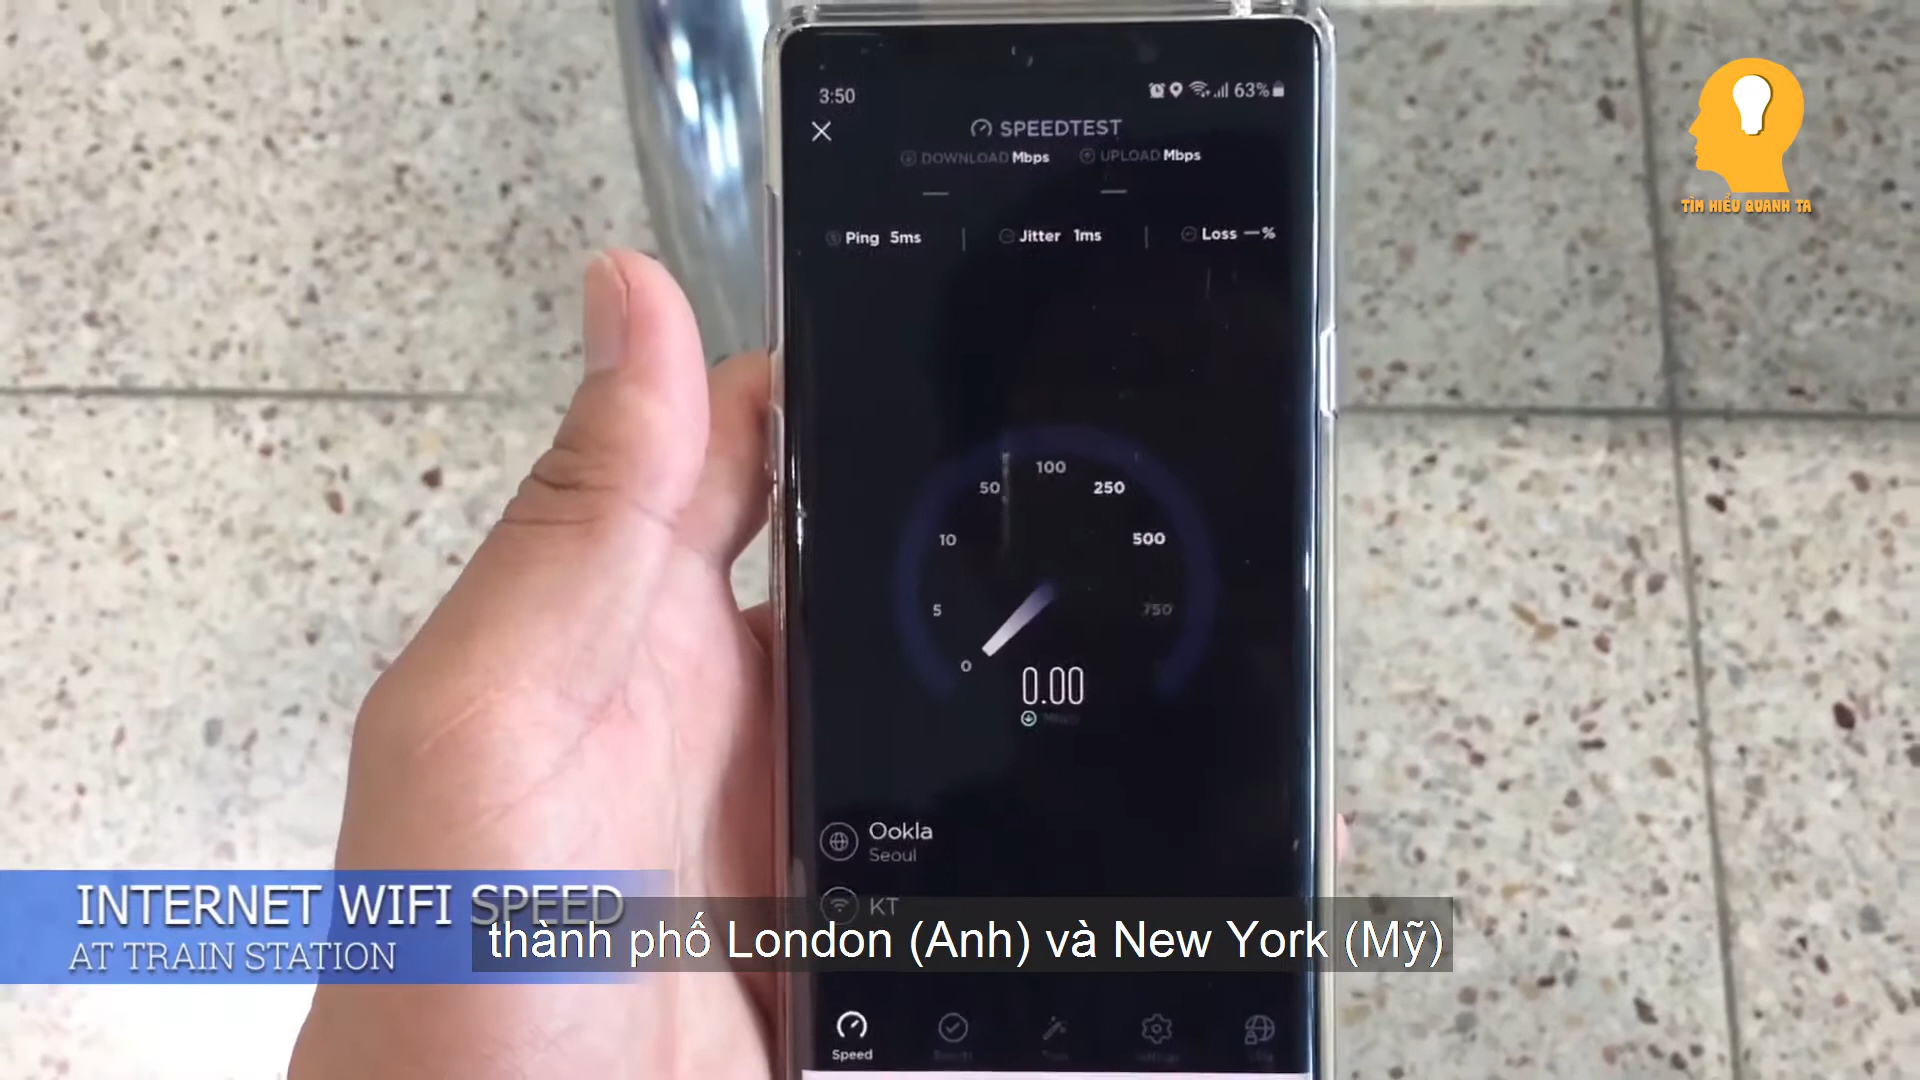 3:50
63%
SPEEDTEST
DOWNLOAD Mbps
UPLOAD Mbps
Ping 5ms
Jitter 1ms
Loss —%
TÌM HIỂU QUANH TA
0
5
10
50
100
250
500
750
0.00
Ookla
Seoul
KT
INTERNET WIFI SPEED
AT TRAIN STATION
thành phố London (Anh) và New York (Mỹ)
Speed